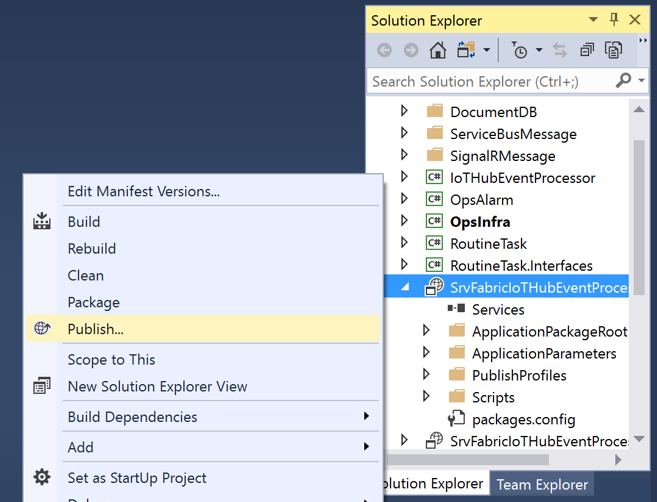 Solution Explorer
Search Solution Explorer (Ctrl+;)
DocumentDB
ServiceBusMessage
SignalRMessage
C# IoTHubEventProcessor
C# OpsAlarm
C# OpsInfra
C# RoutineTask
C# RoutineTask.Interfaces
SrvFabricIoTHubEventProce
Services
ApplicationPackageRoot
ApplicationParameters
PublishProfiles
Scripts
packages.config
SrvFabricIoTHubEventProce
olution Explorer
Team Explorer
Edit Manifest Versions...
Build
Rebuild
Clean
Package
Publish...
Scope to This
New Solution Explorer View
Build Dependencies
Add
Set as StartUp Project